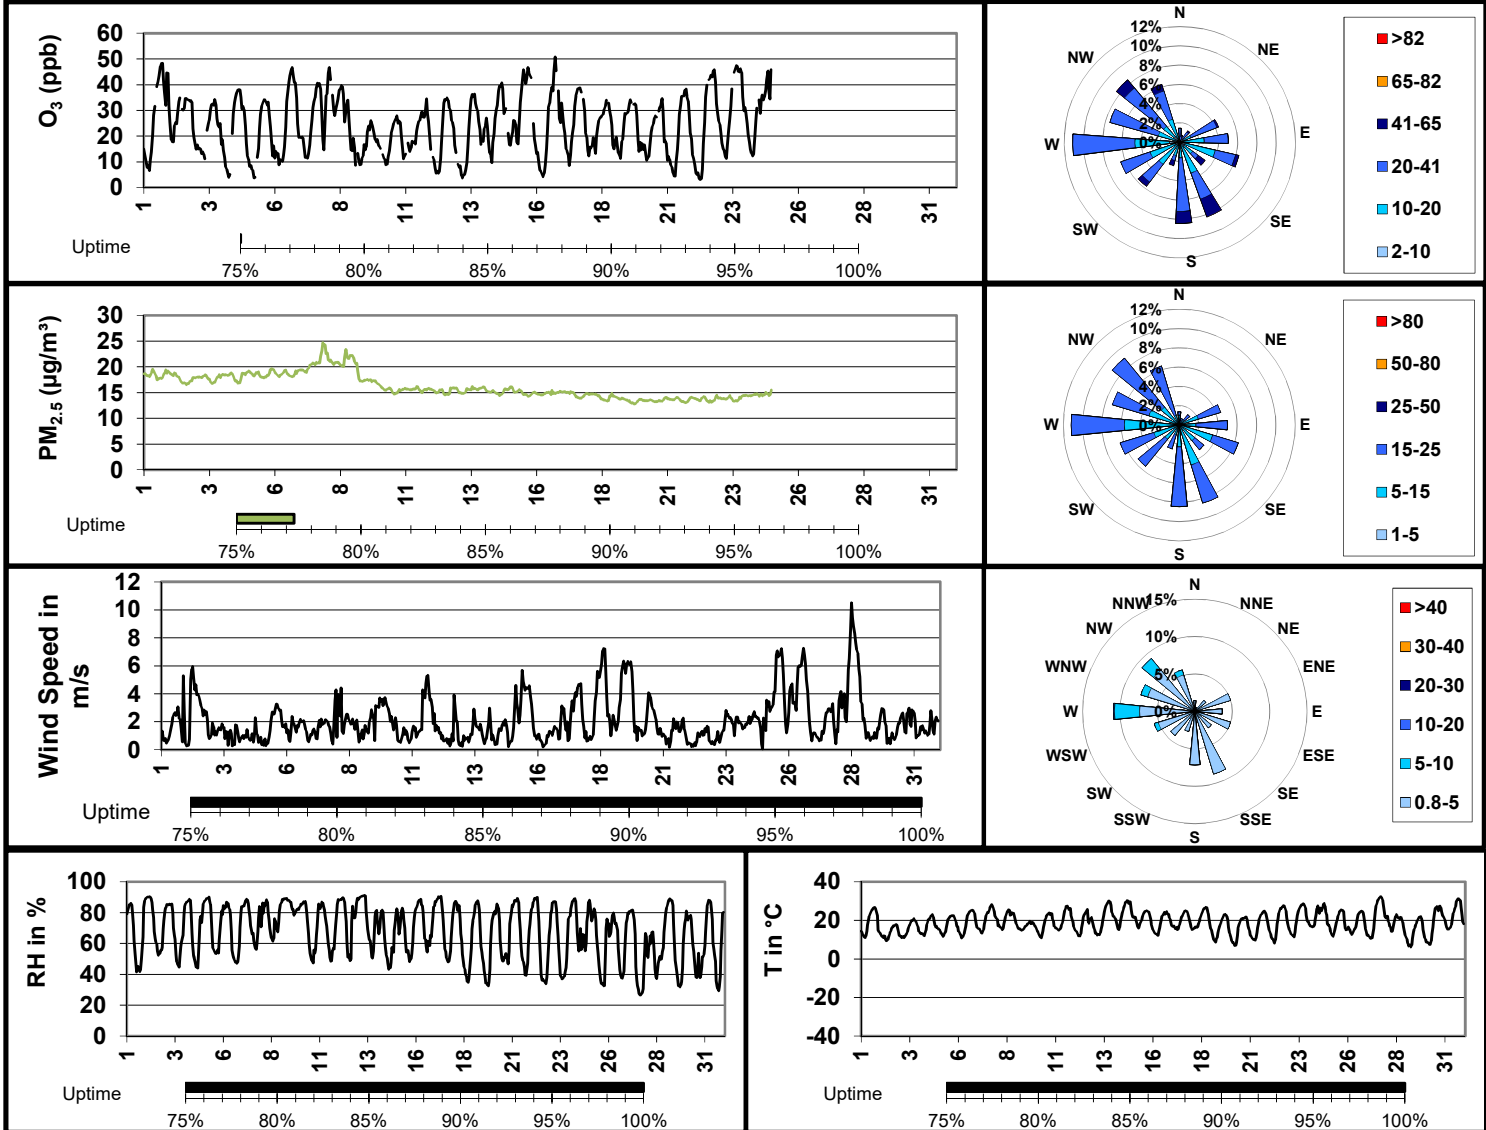 O₃ (ppb)
60
50
40
30
20
10
0
1 3 6 8 11 13 16 18 21 23 26 28 31
Uptime
75% 80% 85% 90% 95% 100%
N
NE
E
SE
S
SW
W
NW
12%
10%
8%
6%
4%
2%
0%
>82
65-82
41-65
20-41
10-20
2-10
PM₂.₅ (µg/m³)
30
25
20
15
10
5
0
1 3 6 8 11 13 16 18 21 23 26 28 31
Uptime
75% 80% 85% 90% 95% 100%
N
NE
E
SE
S
SW
W
NW
12%
10%
8%
6%
4%
2%
0%
>80
50-80
25-50
15-25
5-15
1-5
Wind Speed in
m/s
12
10
8
6
4
2
0
1 3 6 8 11 13 16 18 21 23 26 28 31
Uptime
75% 80% 85% 90% 95% 100%
N
NNE
NE
ENE
E
ESE
SE
SSE
S
SSW
SW
WSW
W
WNW
NW
NNW
15%
10%
5%
0%
>40
30-40
20-30
10-20
5-10
0.8-5
RH in %
100
80
60
40
20
0
1 3 6 8 11 13 16 18 21 23 26 28 31
Uptime
75% 80% 85% 90% 95% 100%
T in °C
40
20
0
-20
-40
1 3 6 8 11 13 16 18 21 23 26 28 31
Uptime
75% 80% 85% 90% 95% 100%